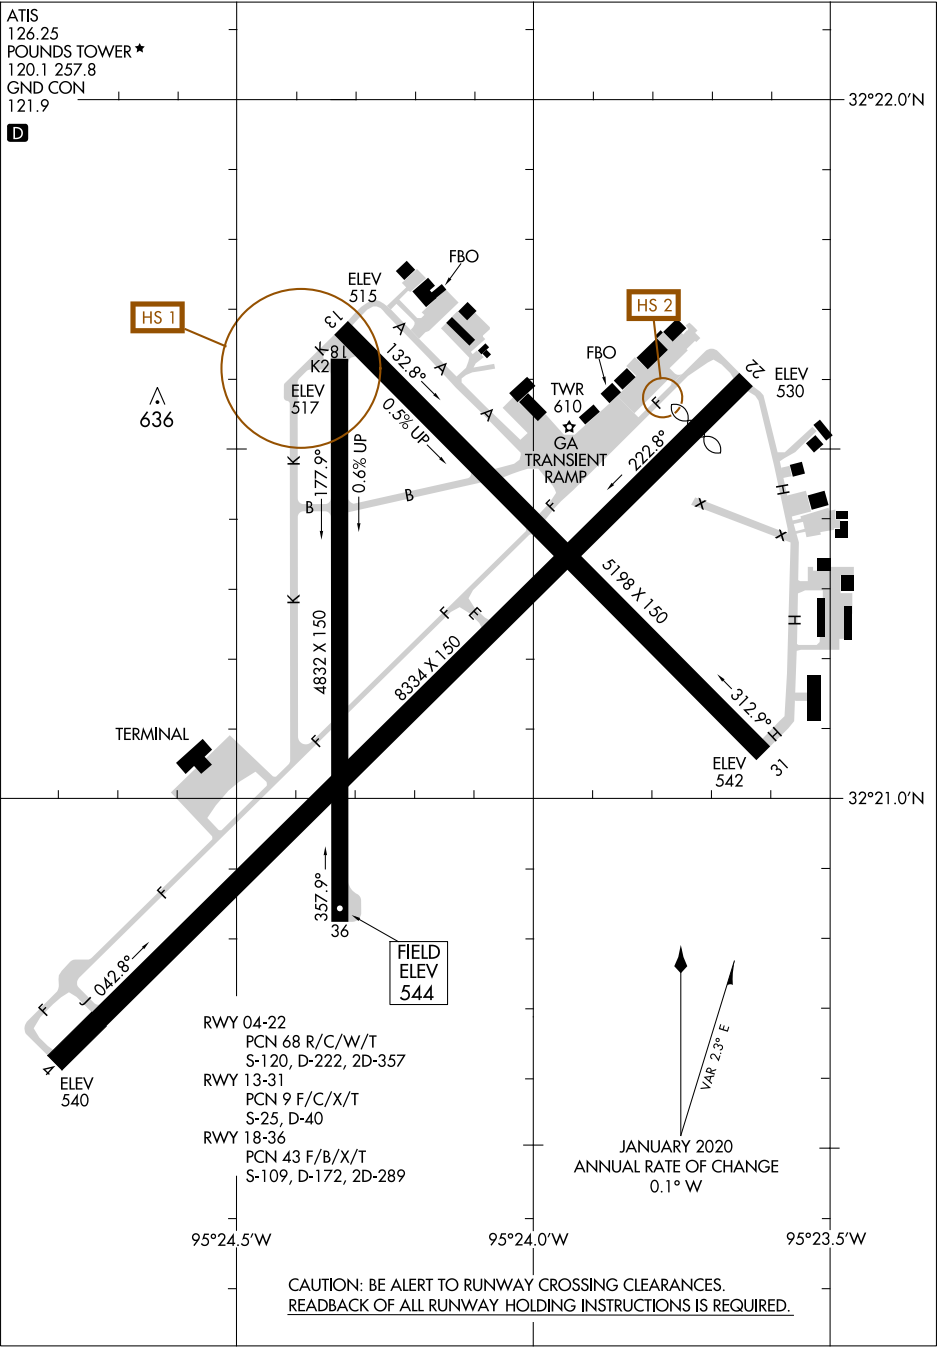 ATIS
126.25
POUNDS TOWER ★
120.1 257.8
GND CON
121.9
D
32°22.0'N
HS 1
ELEV
515
FBO
HS 2
13
A
K
18
K2
ELEV
517
132.8°
A
FBO
F
22
ELEV
530
636
0.5% UP
A
TWR
610
GA
TRANSIENT
RAMP
222.8°
K
177.9°
0.6% UP
B
B
F
H
X
X
K
4832 X 150
F
E
5198 X 150
H
8334 X 150
TERMINAL
F
312.9°
H
ELEV
542
31
32°21.0'N
F
357.9°
36
FIELD
ELEV
544
042.8°
J
F
4
ELEV
540
RWY 04-22
PCN 68 R/C/W/T
S-120, D-222, 2D-357
RWY 13-31
PCN 9 F/C/X/T
S-25, D-40
RWY 18-36
PCN 43 F/B/X/T
S-109, D-172, 2D-289
VAR 2.3° E
JANUARY 2020
ANNUAL RATE OF CHANGE
0.1° W
95°24.5'W
95°24.0'W
95°23.5'W
CAUTION: BE ALERT TO RUNWAY CROSSING CLEARANCES.
READBACK OF ALL RUNWAY HOLDING INSTRUCTIONS IS REQUIRED.